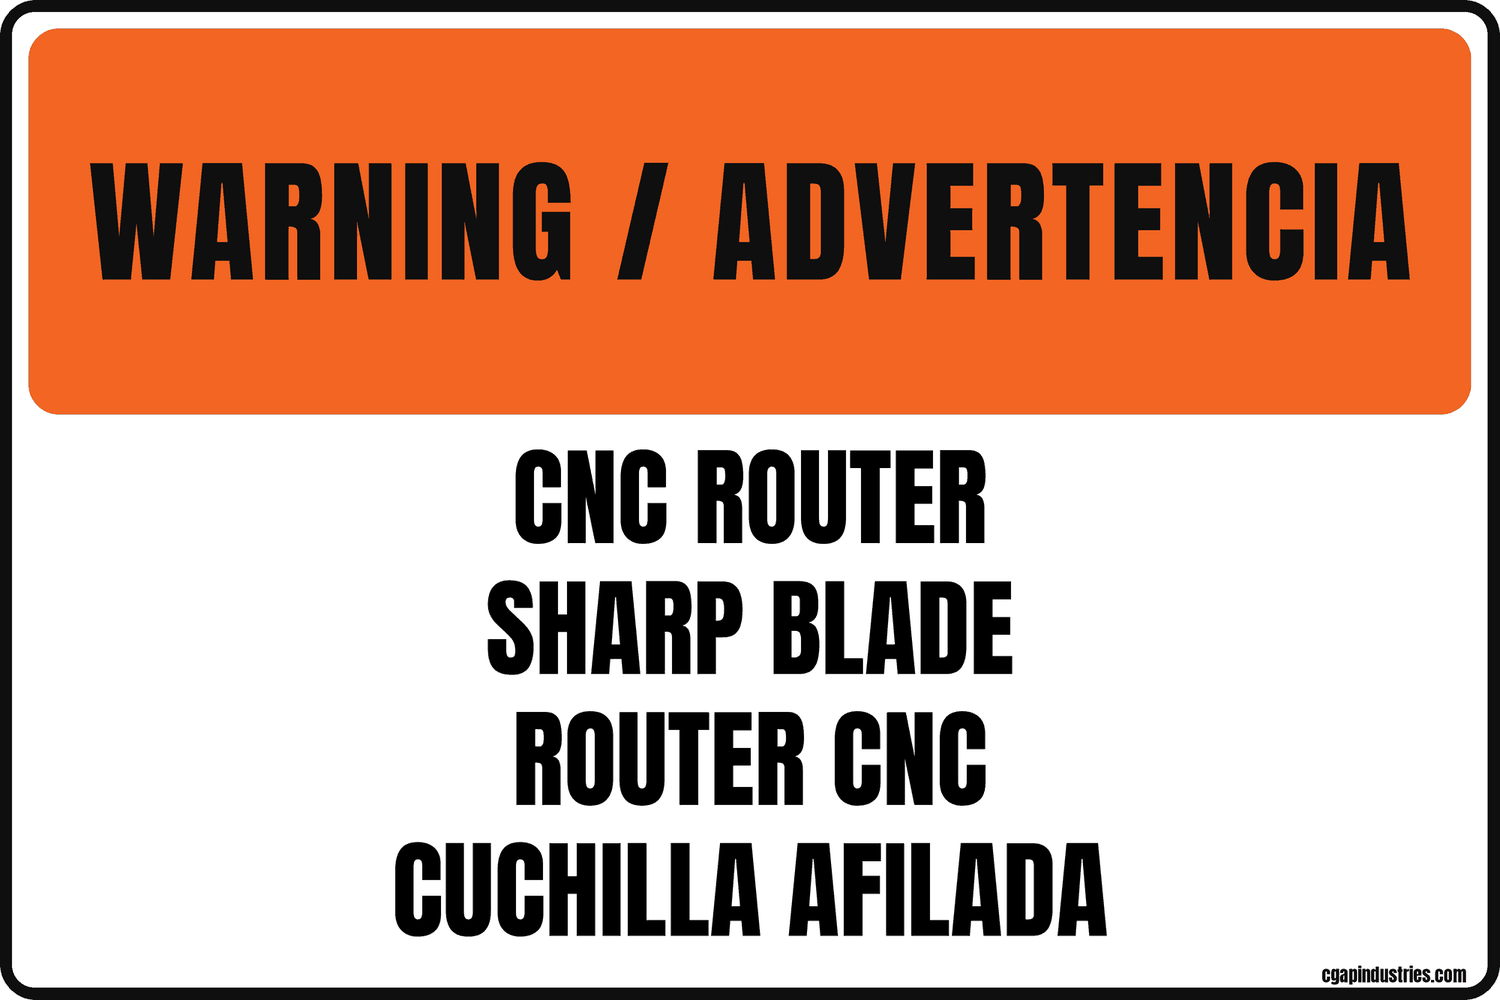 WARNING / ADVERTENCIA
CNC ROUTER
SHARP BLADE
ROUTER CNC
CUCHILLA AFILADA
cgapindustries.com